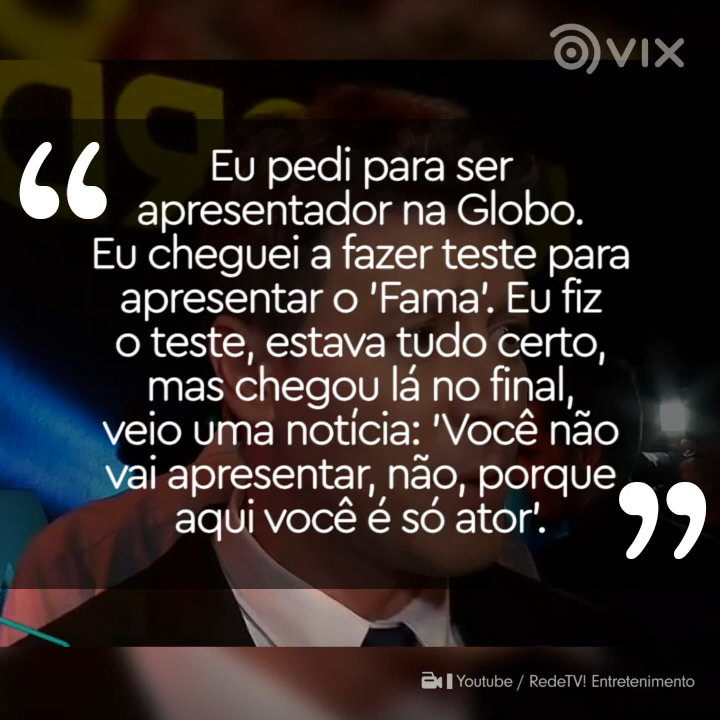 VIX
“
Eu pedi para ser
apresentador na Globo.
Eu cheguei a fazer teste para
apresentar o 'Fama'. Eu fiz
o teste, estava tudo certo,
mas chegou lá no final,
veio uma notícia: 'Você não
vai apresentar, não, porque
aqui você é só ator'.
”
Youtube / RedeTV! Entretenimento